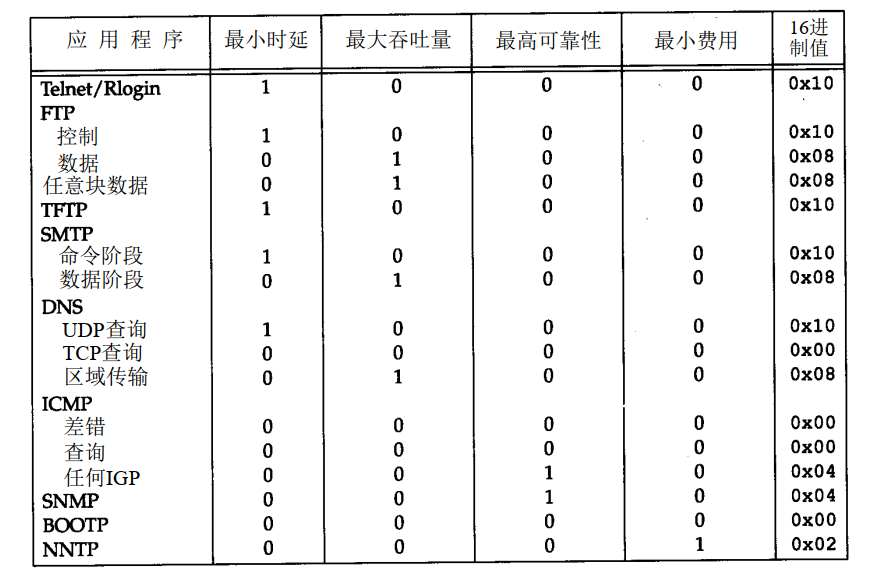 应用程序 最小时延 最大吞吐量 最高可靠性 最小费用 16进制值
Telnet/Rlogin 1 0 0 0 0x10
FTP
控制 1 0 0 0 0x10
数据 0 1 0 0 0x08
任意块数据 0 1 0 0 0x08
TFTP 1 0 0 0 0x10
SMTP
命令阶段 1 0 0 0 0x10
数据阶段 0 1 0 0 0x08
DNS
UDP查询 1 0 0 0 0x10
TCP查询 0 0 0 0 0x00
区域传输 0 1 0 0 0x08
ICMP
差错 0 0 0 0 0x00
查询 0 0 0 0 0x00
任何IGP 0 0 1 0 0x04
SNMP 0 0 1 0 0x04
BOOTP 0 0 0 0 0x00
NNTP 0 0 0 1 0x02